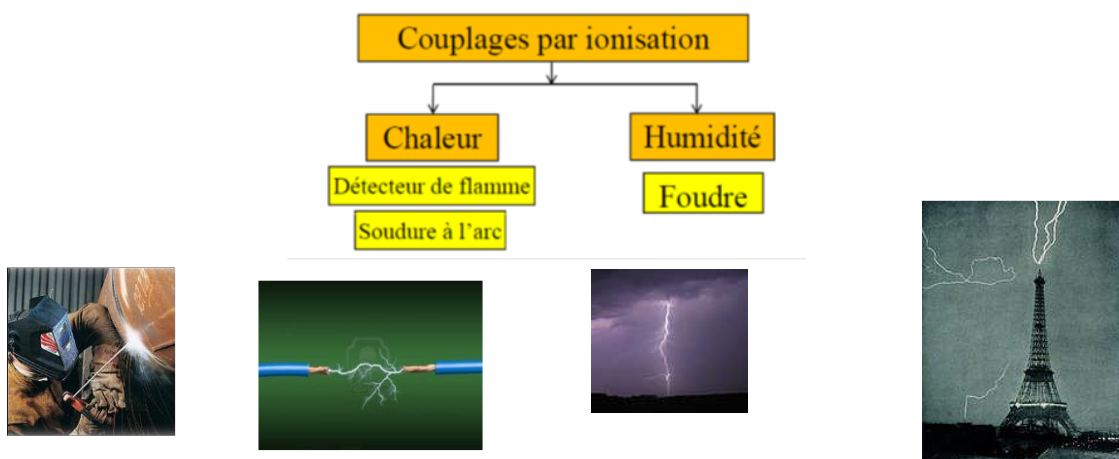 Couplages par ionisation
Chaleur
Humidité
Détecteur de flamme
Foudre
Soudure à l'arc